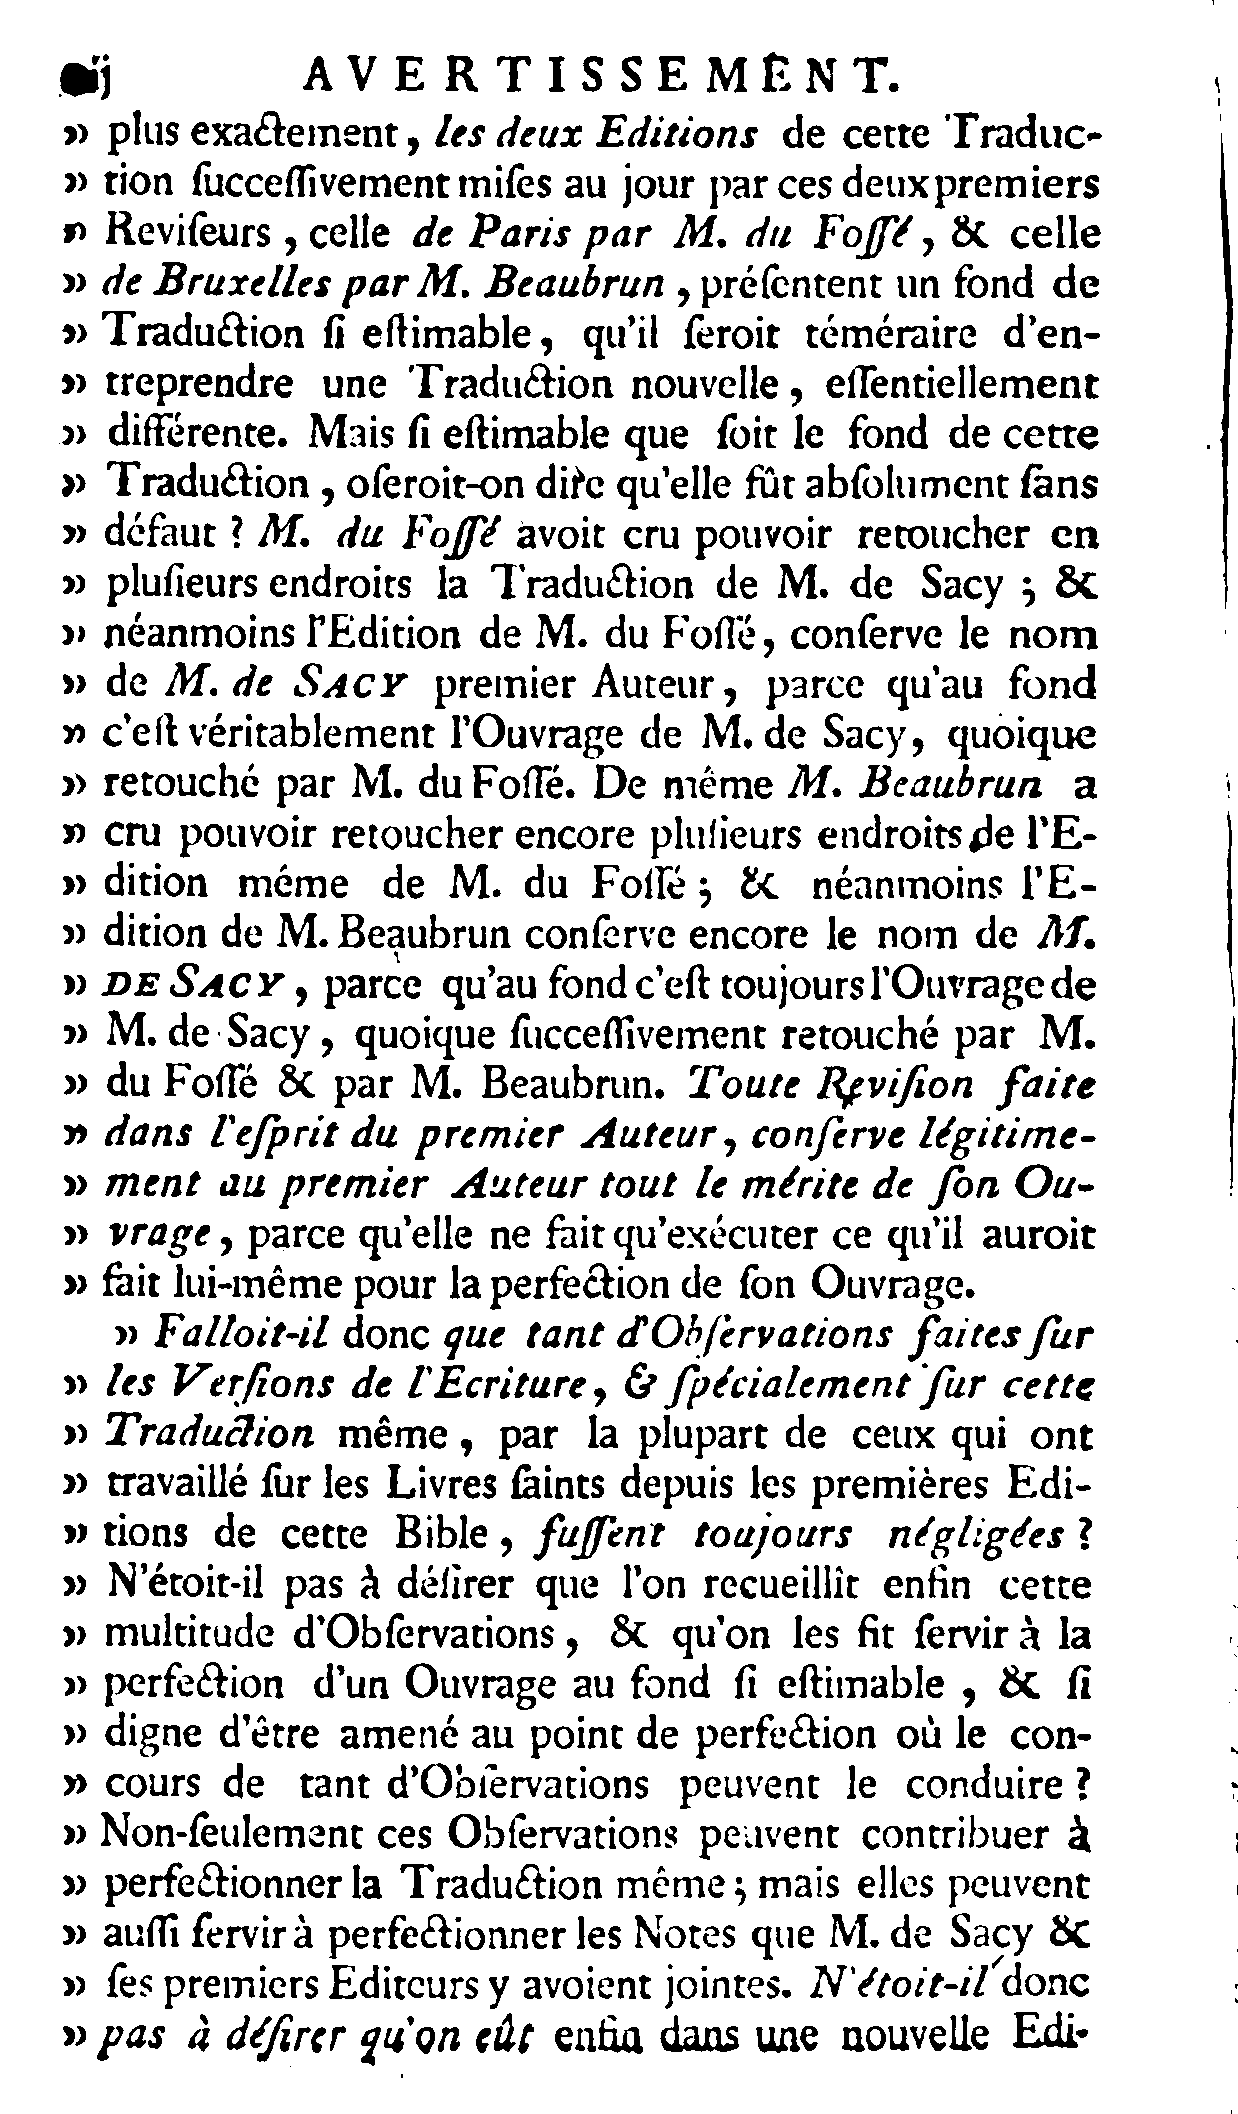 ij AVERTISSEMENT.
» plus exactement, les deux Editions de cette Traduc-
» tion ſucceſſivement miſes au jour par ces deux premiers
» Reviſeurs, celle de Paris par M. du Foſſé, & celle
» de Bruxelles par M. Beaubrun, préſentent un fond de
» Traduction ſi eſtimable, qu'il ſeroit téméraire d'en-
» treprendre une Traduction nouvelle, eſſentiellement
» différente. Mais ſi eſtimable que ſoit le fond de cette
» Traduction, oſeroit-on dire qu'elle fût abſolument ſans
» défaut ? M. du Foſſé avoit cru pouvoir retoucher en
» pluſieurs endroits la Traduction de M. de Sacy ; &
» néanmoins l'Edition de M. du Foſſé, conſerve le nom
» de M. de SACY premier Auteur, parce qu'au fond
» c'eſt véritablement l'Ouvrage de M. de Sacy, quoique
» retouché par M. du Foſſé. De même M. Beaubrun a
» cru pouvoir retoucher encore pluſieurs endroits de l'E-
» dition même de M. du Foſſé ; & néanmoins l'E-
» dition de M. Beaubrun conſerve encore le nom de M.
» DE SACY, parce qu'au fond c'eſt toujours l'Ouvrage de
» M. de Sacy, quoique ſucceſſivement retouché par M.
» du Foſſé & par M. Beaubrun. Toute Reviſion faite
» dans l'eſprit du premier Auteur, conſerve légitime-
» ment au premier Auteur tout le mérite de ſon Ou-
» vrage, parce qu'elle ne fait qu'exécuter ce qu'il auroit
» fait lui-même pour la perfection de ſon Ouvrage.
» Falloit-il donc que tant d'Obſervations faites ſur
» les Verſions de l'Ecriture, & ſpécialement ſur cette
» Traduction même, par la plupart de ceux qui ont
» travaillé ſur les Livres ſaints depuis les premières Edi-
» tions de cette Bible, fuſſent toujours négligées ?
» N'étoit-il pas à déſirer que l'on recueillît enfin cette
» multitude d'Obſervations, & qu'on les fit ſervir à la
» perfection d'un Ouvrage au fond ſi eſtimable, & ſi
» digne d'être amené au point de perfection où le con-
» cours de tant d'Obſervations peuvent le conduire ?
» Non-ſeulement ces Obſervations peuvent contribuer à
» perfectionner la Traduction même ; mais elles peuvent
» auſſi ſervir à perfectionner les Notes que M. de Sacy &
» ſes premiers Editeurs y avoient jointes. N'étoit-il donc
» pas à déſirer qu'on eût enfin dans une nouvelle Edi-